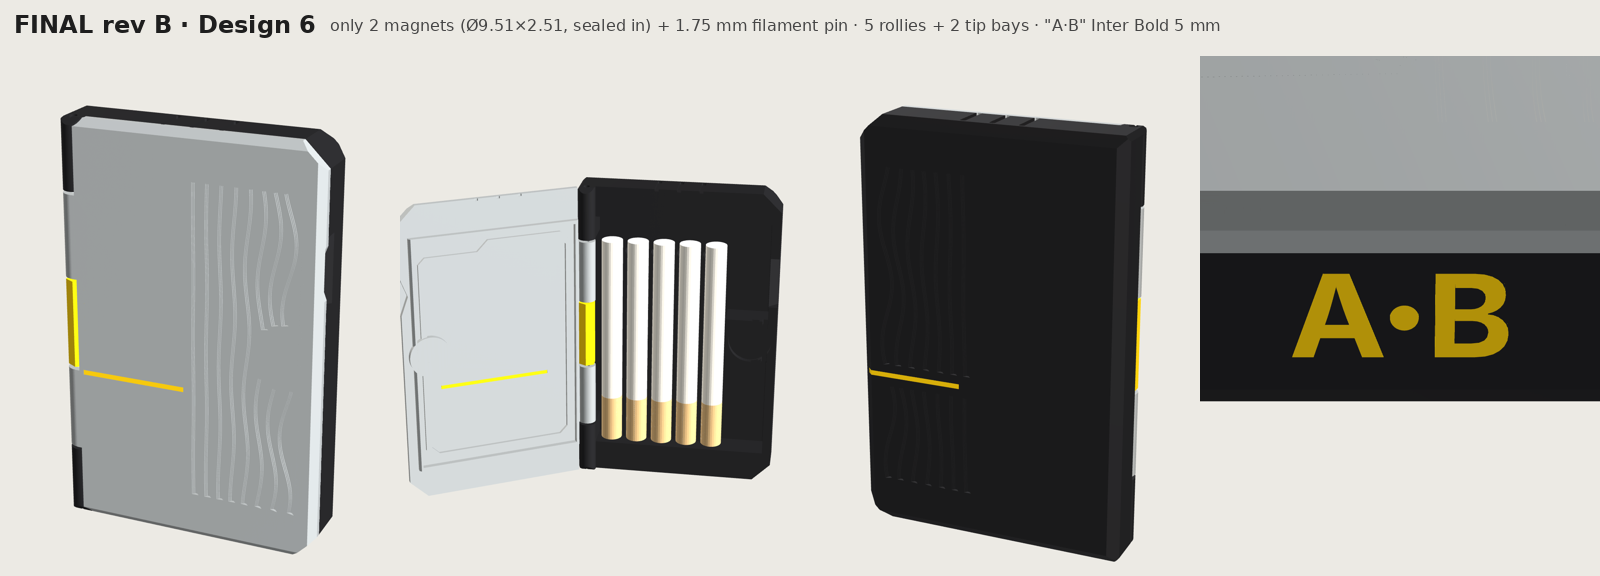 FINAL rev B · Design 6 only 2 magnets (Ø9.51×2.51, sealed in) + 1.75 mm filament pin · 5 rollies + 2 tip bays · "A·B" Inter Bold 5 mm
A·B